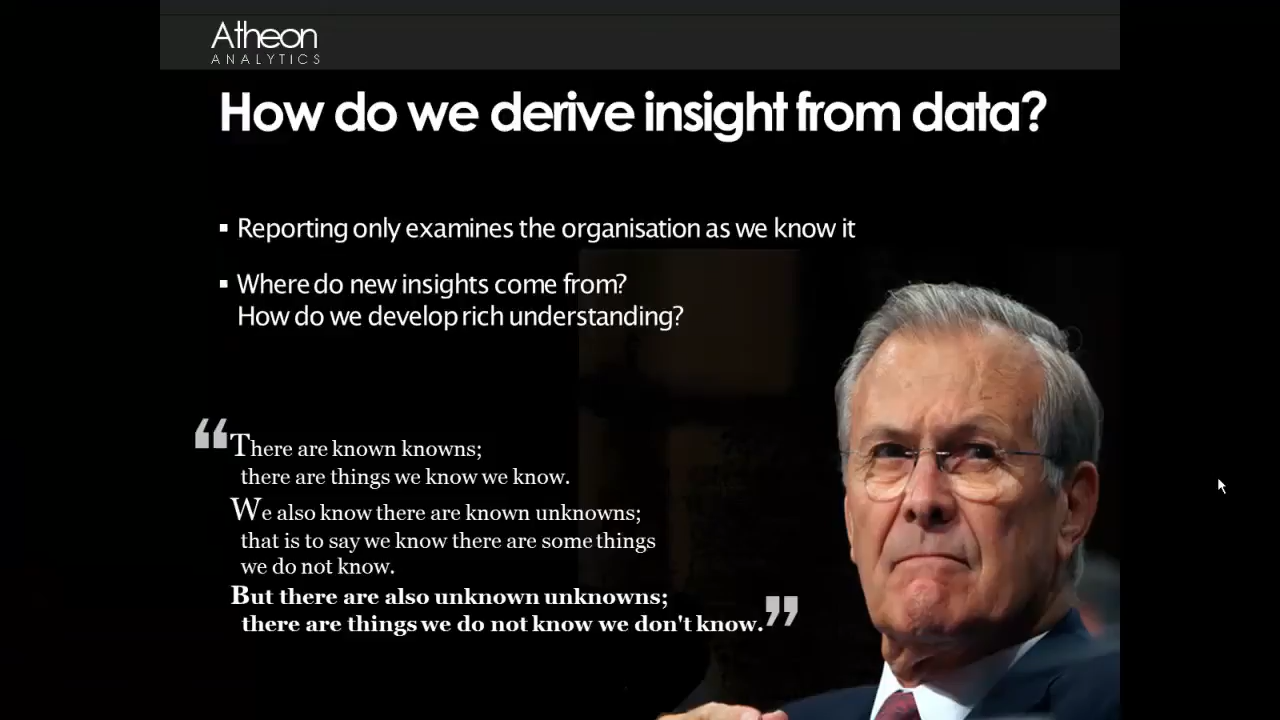 Atheon
ANALYTICS
How do we derive insight from data?
▪ Reporting only examines the organisation as we know it
▪ Where do new insights come from?
How do we develop rich understanding?
“There are known knowns;
there are things we know we know.
We also know there are known unknowns;
that is to say we know there are some things
we do not know.
But there are also unknown unknowns;
there are things we do not know we don't know.”